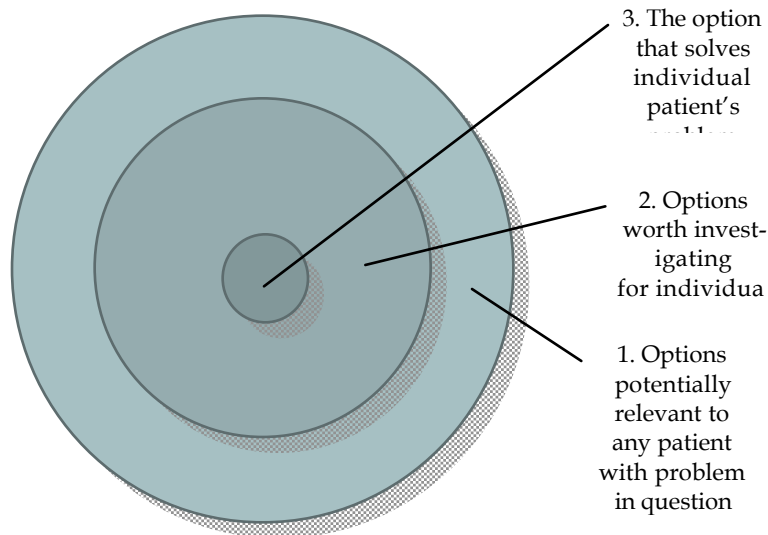 3. The option
that solves
individual
patient's
2. Options
worth invest-
igating
for individua
1. Options
potentially
relevant to
any patient
with problem
in question